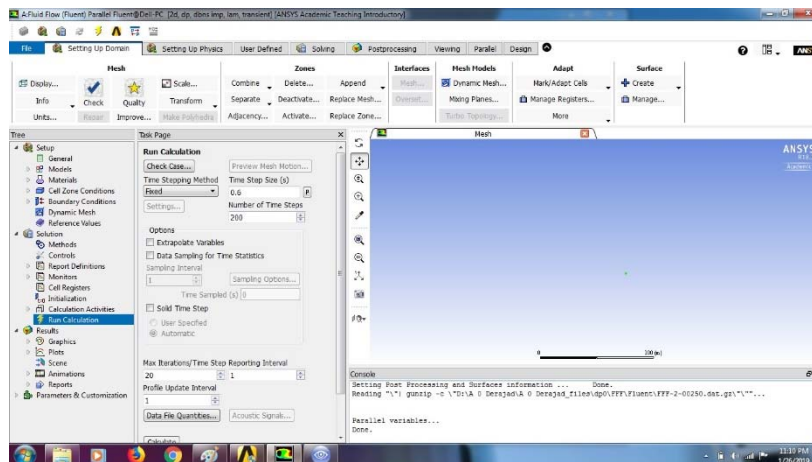 A:Fluid Flow (Fluent) Parallel Fluent@Dell-PC [2d, dp, dbns imp, lam, transient] [ANSYS Academic Teaching Introductory]
File Setting Up Domain Setting Up Physics User Defined Solving Postprocessing Viewing Parallel Design ANS
Mesh Zones Interfaces Mesh Models Adapt Surface
Display... Scale... Combine Delete... Append Mesh... Dynamic Mesh... Mark/Adapt Cells Create
Info Check Quality Transform Separate Deactivate... Replace Mesh... Overset... Mixing Planes... Manage Registers... Manage...
Units... Repair Improve... Make Polyhedra Adjacency... Activate... Replace Zone... Turbo Topology... More
Tree
Setup
General
Models
Materials
Cell Zone Conditions
Boundary Conditions
Dynamic Mesh
Reference Values
Solution
Methods
Controls
Report Definitions
Monitors
Cell Registers
Initialization
Calculation Activities
Run Calculation
Results
Graphics
Plots
Scene
Animations
Reports
Parameters & Customization
Task Page
Run Calculation
Check Case... Preview Mesh Motion...
Time Stepping Method Time Step Size (s)
Fixed 0.6 P
Settings... Number of Time Steps
200
Options
Extrapolate Variables
Data Sampling for Time Statistics
Sampling Interval
1 Sampling Options...
Time Sampled (s) 0
Solid Time Step
User Specified
Automatic
Max Iterations/Time Step Reporting Interval
20 1
Profile Update Interval
1
Data File Quantities... Acoustic Signals...
Calculate
Mesh
ANSYS
Academic
0 100 (m)
Console
Setting Post Processing and Surfaces information ... Done.
Reading "\"| gunzip -c \"D:\A 0 Derajad\A 0 Derajad_files\dp0\FFF\Fluent\FFF-2-00250.dat.gz\"\""...
Parallel variables...
Done.
11:10 PM